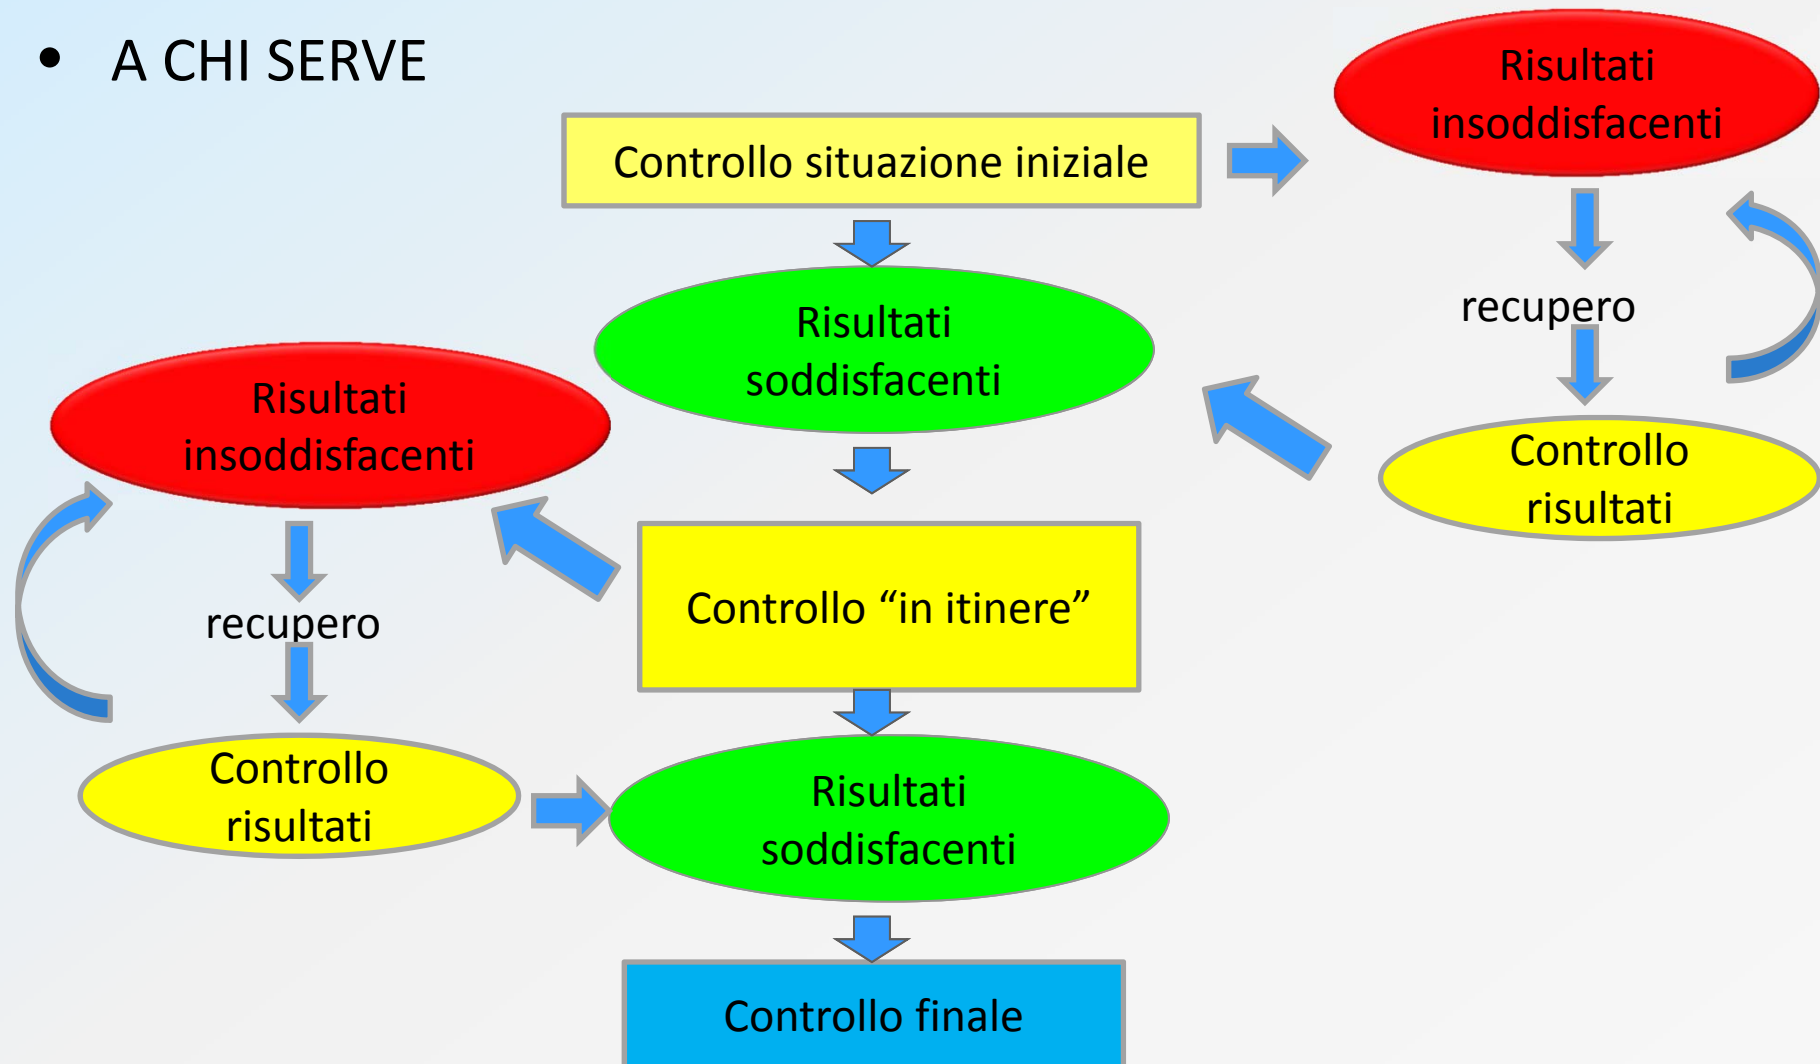 • A CHI SERVE
Risultati
insoddisfacenti
Controllo situazione iniziale
recupero
Risultati
soddisfacenti
Risultati
insoddisfacenti
Controllo
risultati
Controllo “in itinere”
recupero
Controllo
risultati
Risultati
soddisfacenti
Controllo finale